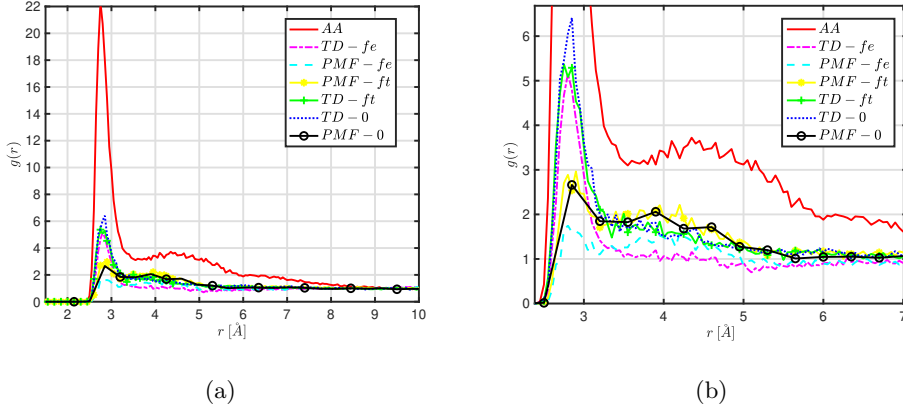 22
20
18
16
14
12
10
8
6
4
2
0
g(r)
2 3 4 5 6 7 8 9 10
r [Å]
AA
TD − fe
PMF − fe
PMF − ft
TD − ft
TD − 0
PMF − 0
(a)
6
5
4
3
2
1
0
g(r)
3 4 5 6 7
r [Å]
AA
TD − fe
PMF − fe
PMF − ft
TD − ft
TD − 0
PMF − 0
(b)